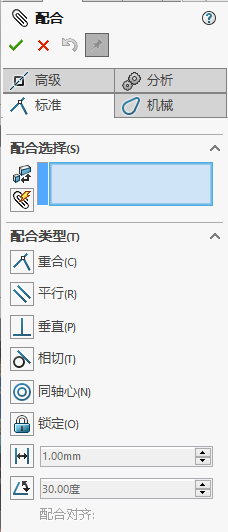 配合
高级 分析
标准 机械
配合选择(S)
配合类型(T)
重合(C)
平行(R)
垂直(P)
相切(T)
同轴心(N)
锁定(O)
1.00mm
30.00度
配合对齐: